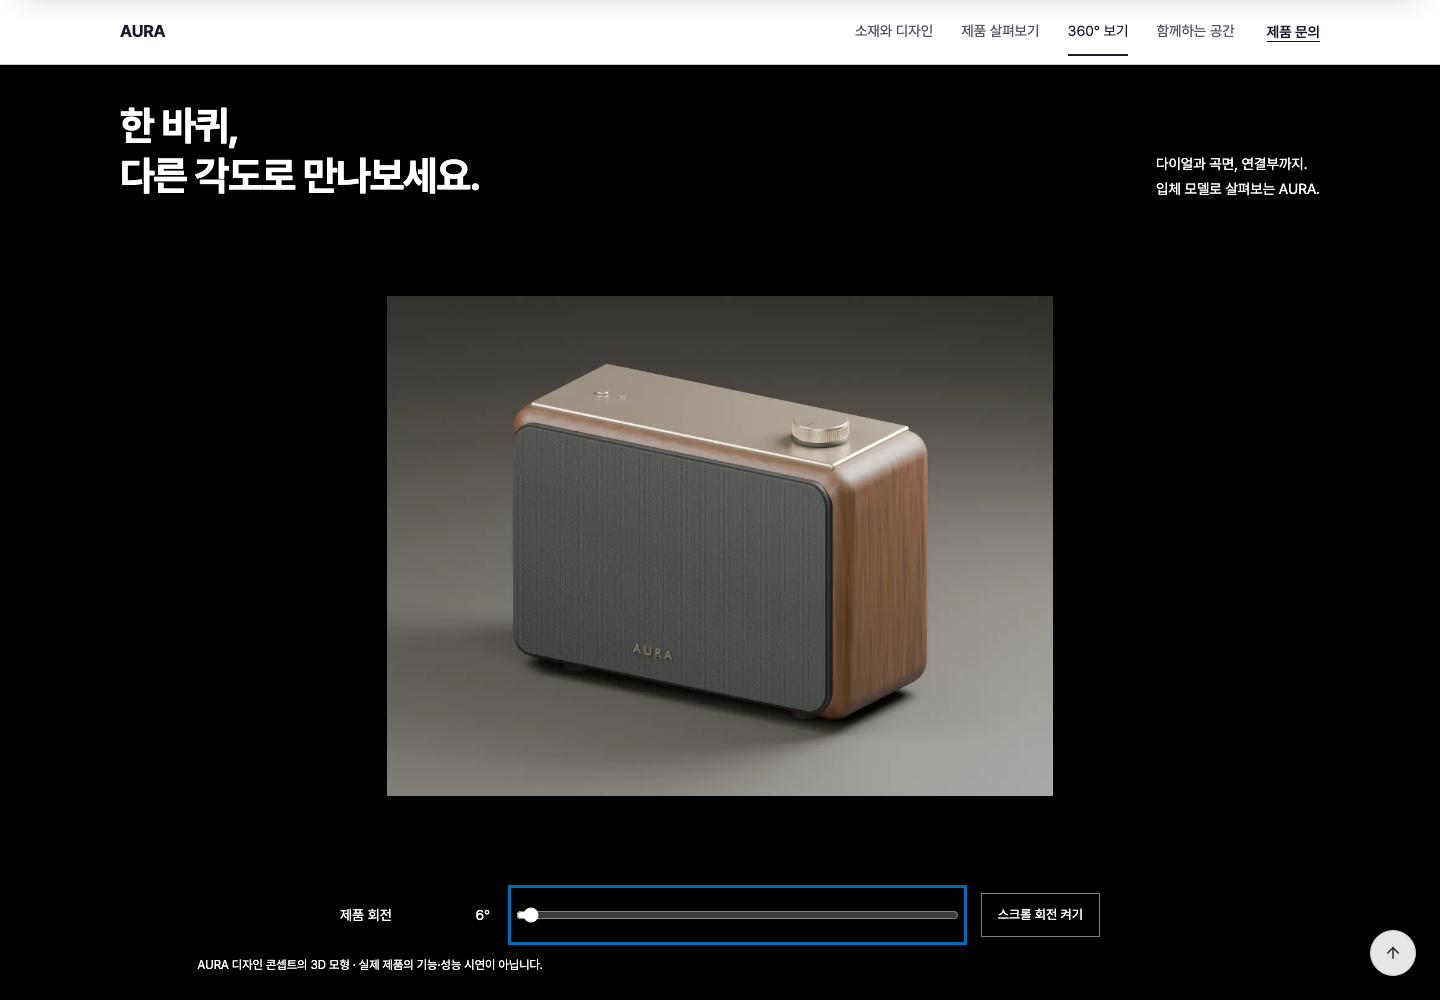 AURA
소재와 디자인
제품 살펴보기
360° 보기
함께하는 공간
제품 문의
한 바퀴,
다른 각도로 만나보세요.
다이얼과 곡면, 연결부까지.
입체 모델로 살펴보는 AURA.
AURA
제품 회전
6°
스크롤 회전 켜기
AURA 디자인 콘셉트의 3D 모형 · 실제 제품의 기능·성능 시연이 아닙니다.